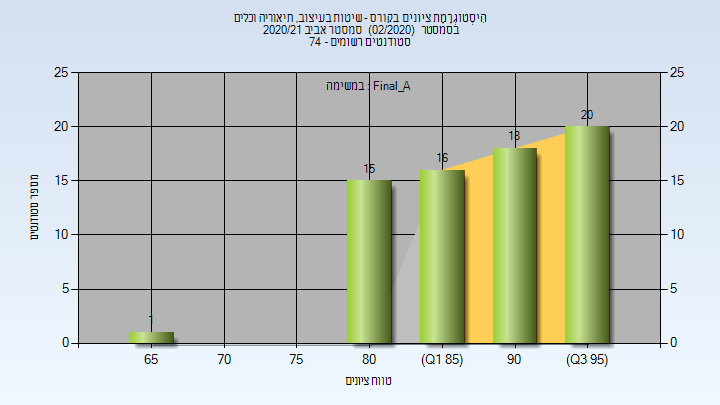 הִיסְטוֹגְרָמַת ציונים בקורס - שיטות בעיצוב, תיאוריה וכלים
בסמסטר (02/2020) סמסטר אביב 2020/21
סטודנטים רשומים - 74
במשימה : Final_A
25 25
20 20
15 15
10 10
5 5
0 0
1 15 16 18 20
מספר סטודנטים
65 70 75 80 (Q1 85) 90 (Q3 95)
טווח ציונים